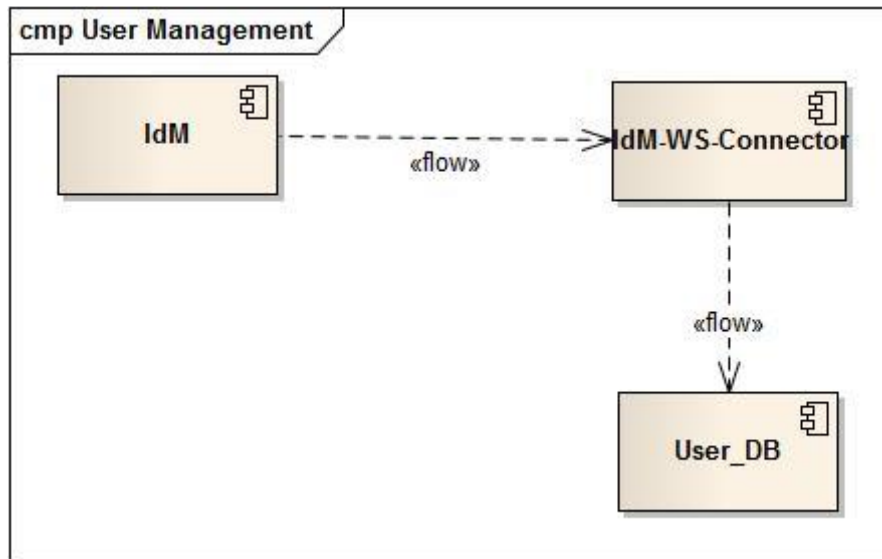 cmp User Management
IdM
IdM-WS-Connector
«flow»
«flow»
User_DB